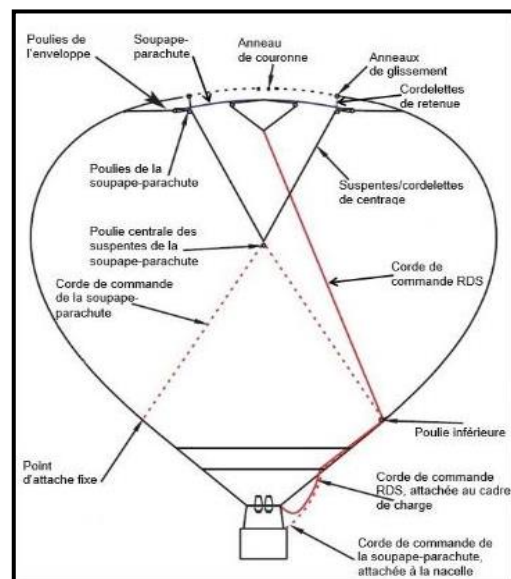 Poulies de
l'enveloppe
Soupape-
parachute
Anneau
de couronne
Anneaux
de glissement
Cordelettes
de retenue
Poulies de la
soupape-parachute
Suspentes/cordelettes
de centrage
Poulie centrale des
suspentes de la
soupape-parachute
Corde de commande
de la soupape-
parachute
Corde de
commande RDS
Point
d'attache fixe
Poulie inférieure
Corde de commande
RDS, attachée au cadre
de charge
Corde de commande de
la soupape-parachute,
attachée à la nacelle